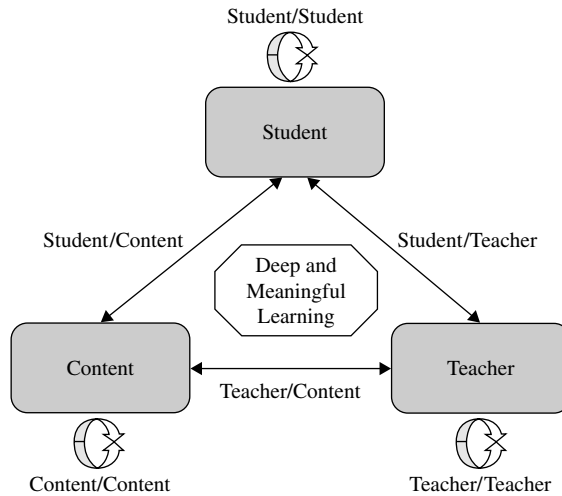 Student/Student
Student
Student/Content
Student/Teacher
Deep and
Meaningful
Learning
Content
Teacher
Teacher/Content
Content/Content
Teacher/Teacher